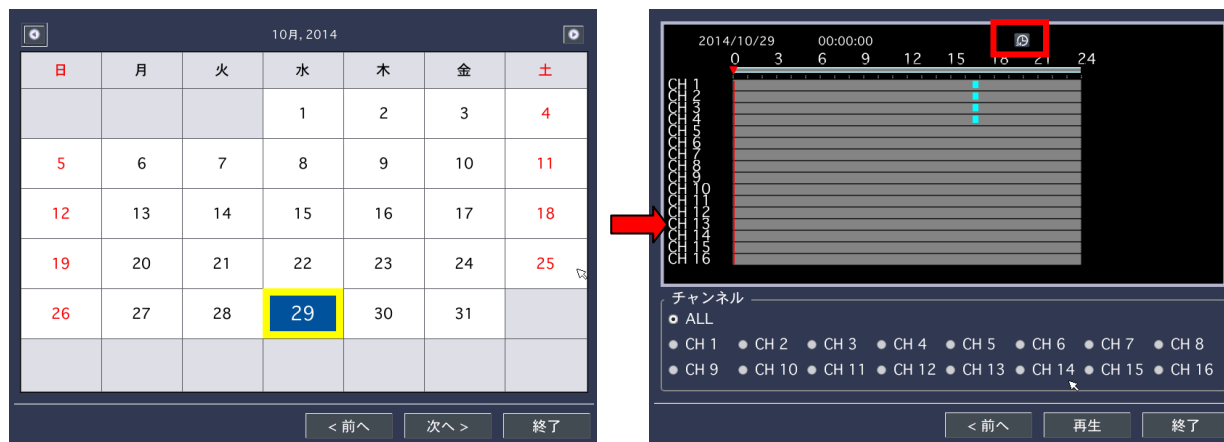 10月, 2014
日 月 火 水 木 金 土
1 2 3 4
5 6 7 8 9 10 11
12 13 14 15 16 17 18
19 20 21 22 23 24 25
26 27 28 29 30 31
< 前へ 次へ > 終了
2014/10/29 00:00:00
0 3 6 9 12 15 18 21 24
CH 1
CH 2
CH 3
CH 4
CH 5
CH 6
CH 7
CH 8
CH 9
CH 10
CH 11
CH 12
CH 13
CH 14
CH 15
CH 16
チャンネル
ALL
CH 1 CH 2 CH 3 CH 4 CH 5 CH 6 CH 7 CH 8
CH 9 CH 10 CH 11 CH 12 CH 13 CH 14 CH 15 CH 16
< 前へ 再生 終了